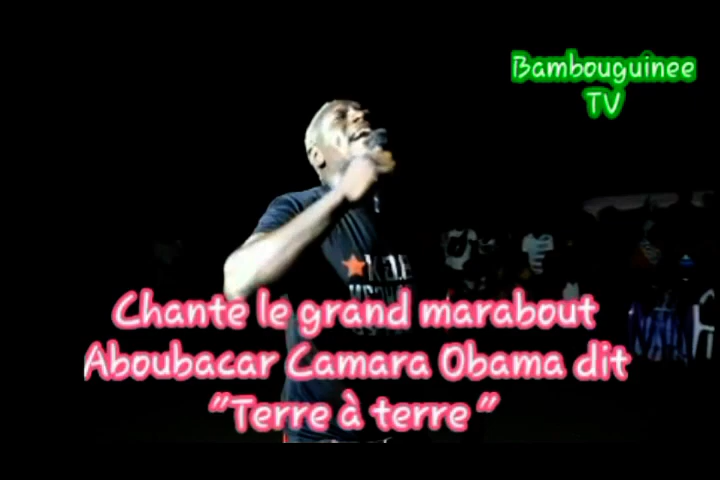 Bambouguinee
TV
Chante le grand marabout
Aboubacar Camara Obama dit
"Terre à terre"